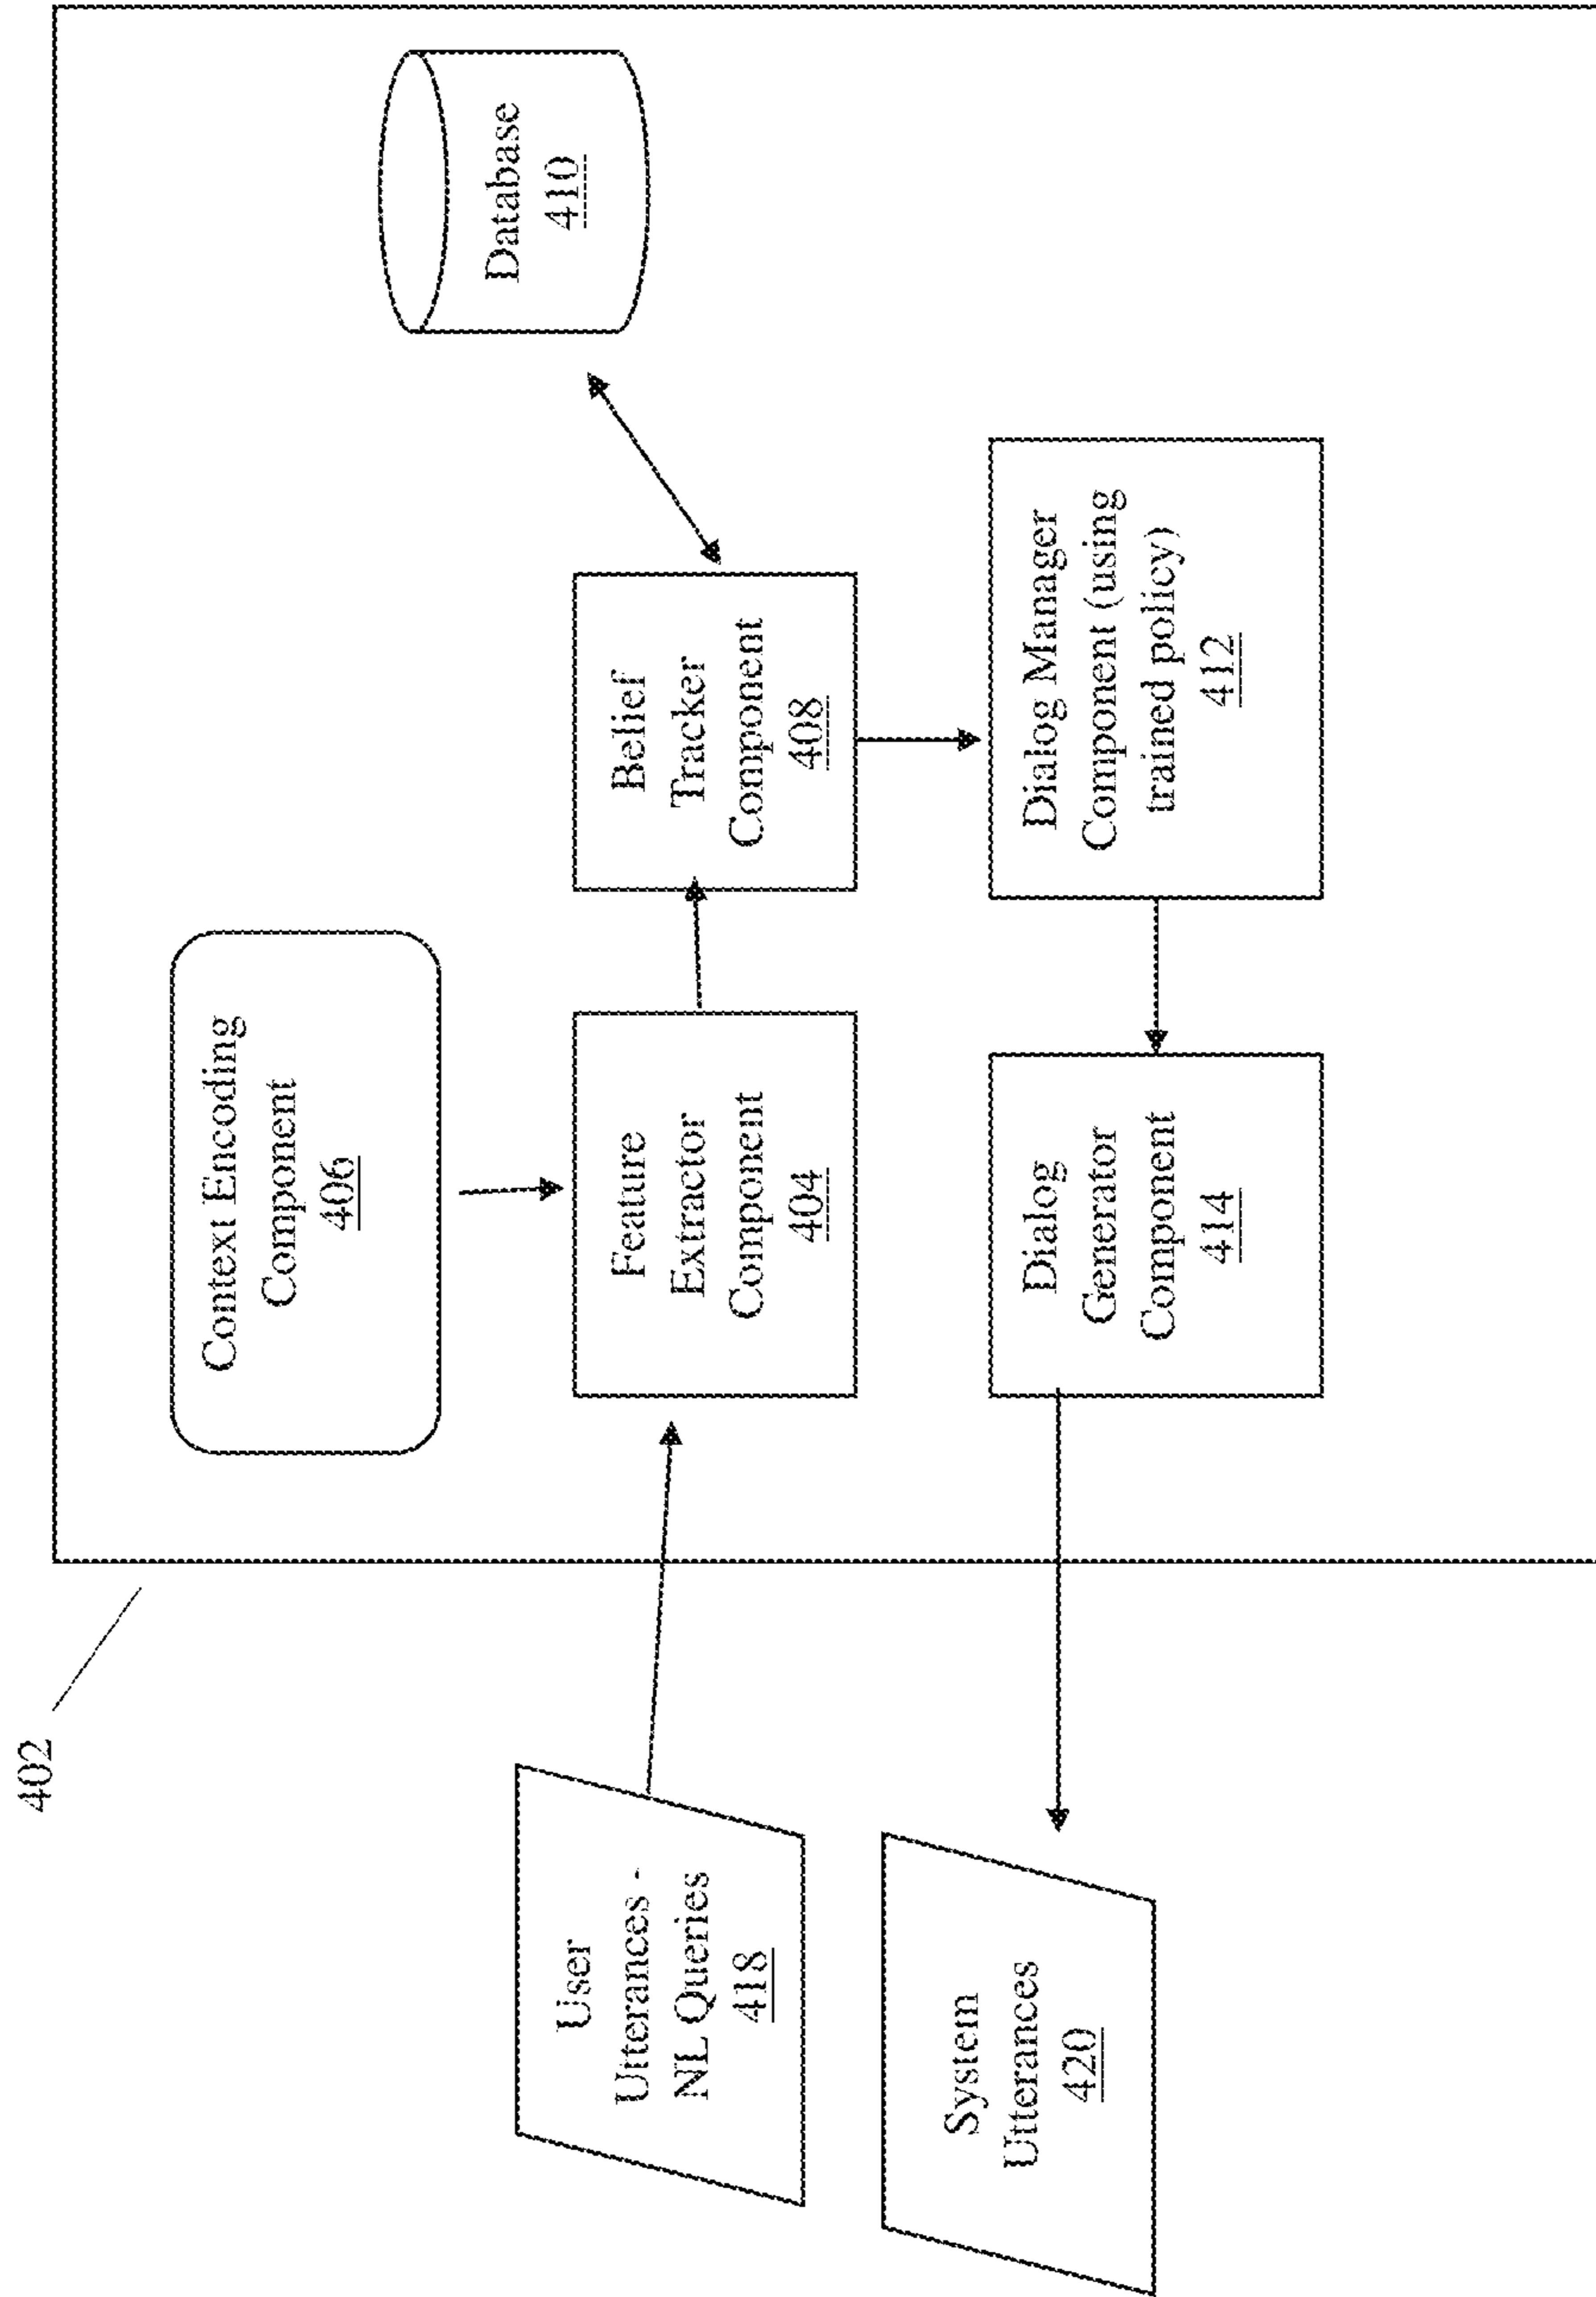 402
Context Encoding
Component
406
Database
410
User
Utterances -
NL Queries
418
Feature
Extractor
Component
404
Belief
Tracker
Component
408
System
Utterances
420
Dialog
Generator
Component
414
Dialog Manager
Component (using
trained policy)
412